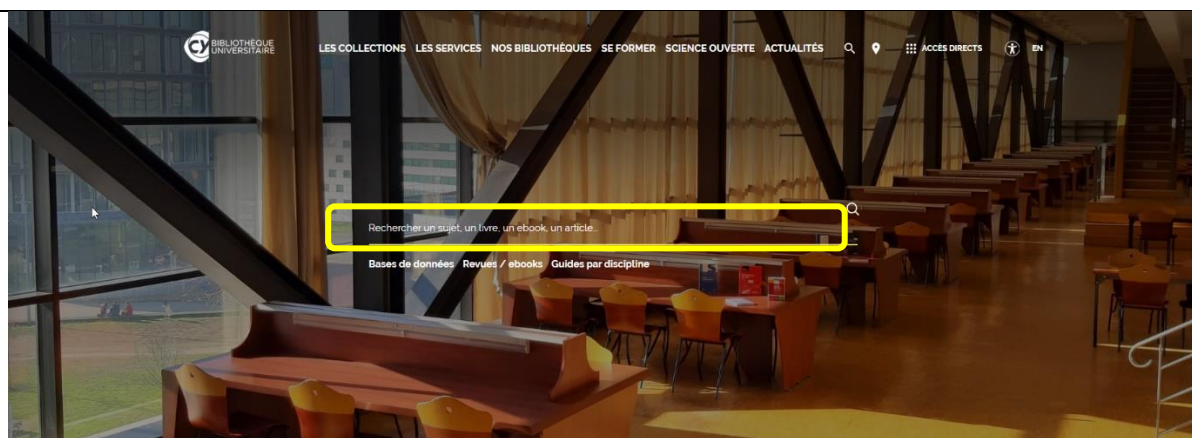 CY BIBLIOTHÈQUE
UNIVERSITAIRE
LES COLLECTIONS LES SERVICES NOS BIBLIOTHÈQUES SE FORMER SCIENCE OUVERTE ACTUALITÉS ACCÈS DIRECTS EN
Rechercher un sujet, un livre, un ebook, un article...
Bases de données Revues / ebooks Guides par discipline